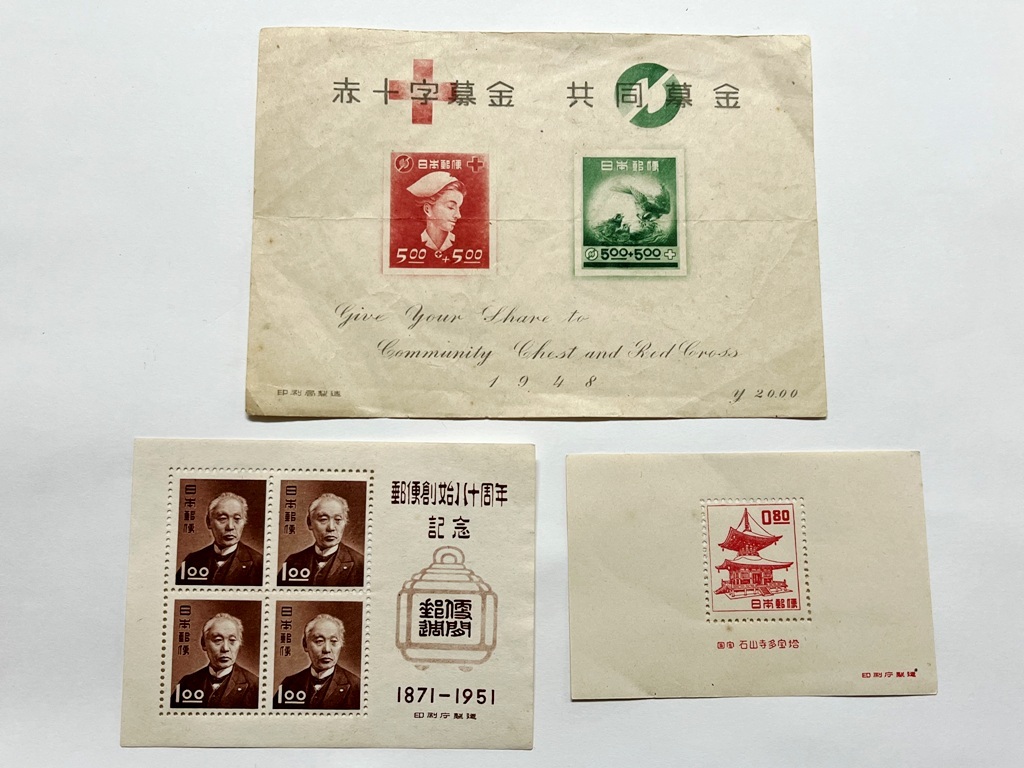 赤十字募金 共同募金
日本郵便
5.00 + 5.00
日本郵便
5.00+5.00
Give Your Share to
Community Chest and Red Cross
1948
印刷局製造
¥ 20.00
日本郵便
1.00
日本郵便
1.00
日本郵便
1.00
日本郵便
1.00
郵便創始八十周年
記念
郵便
週間
1871-1951
印刷庁製造
0.80
日本郵便
国宝 石山寺多宝塔
印刷庁製造